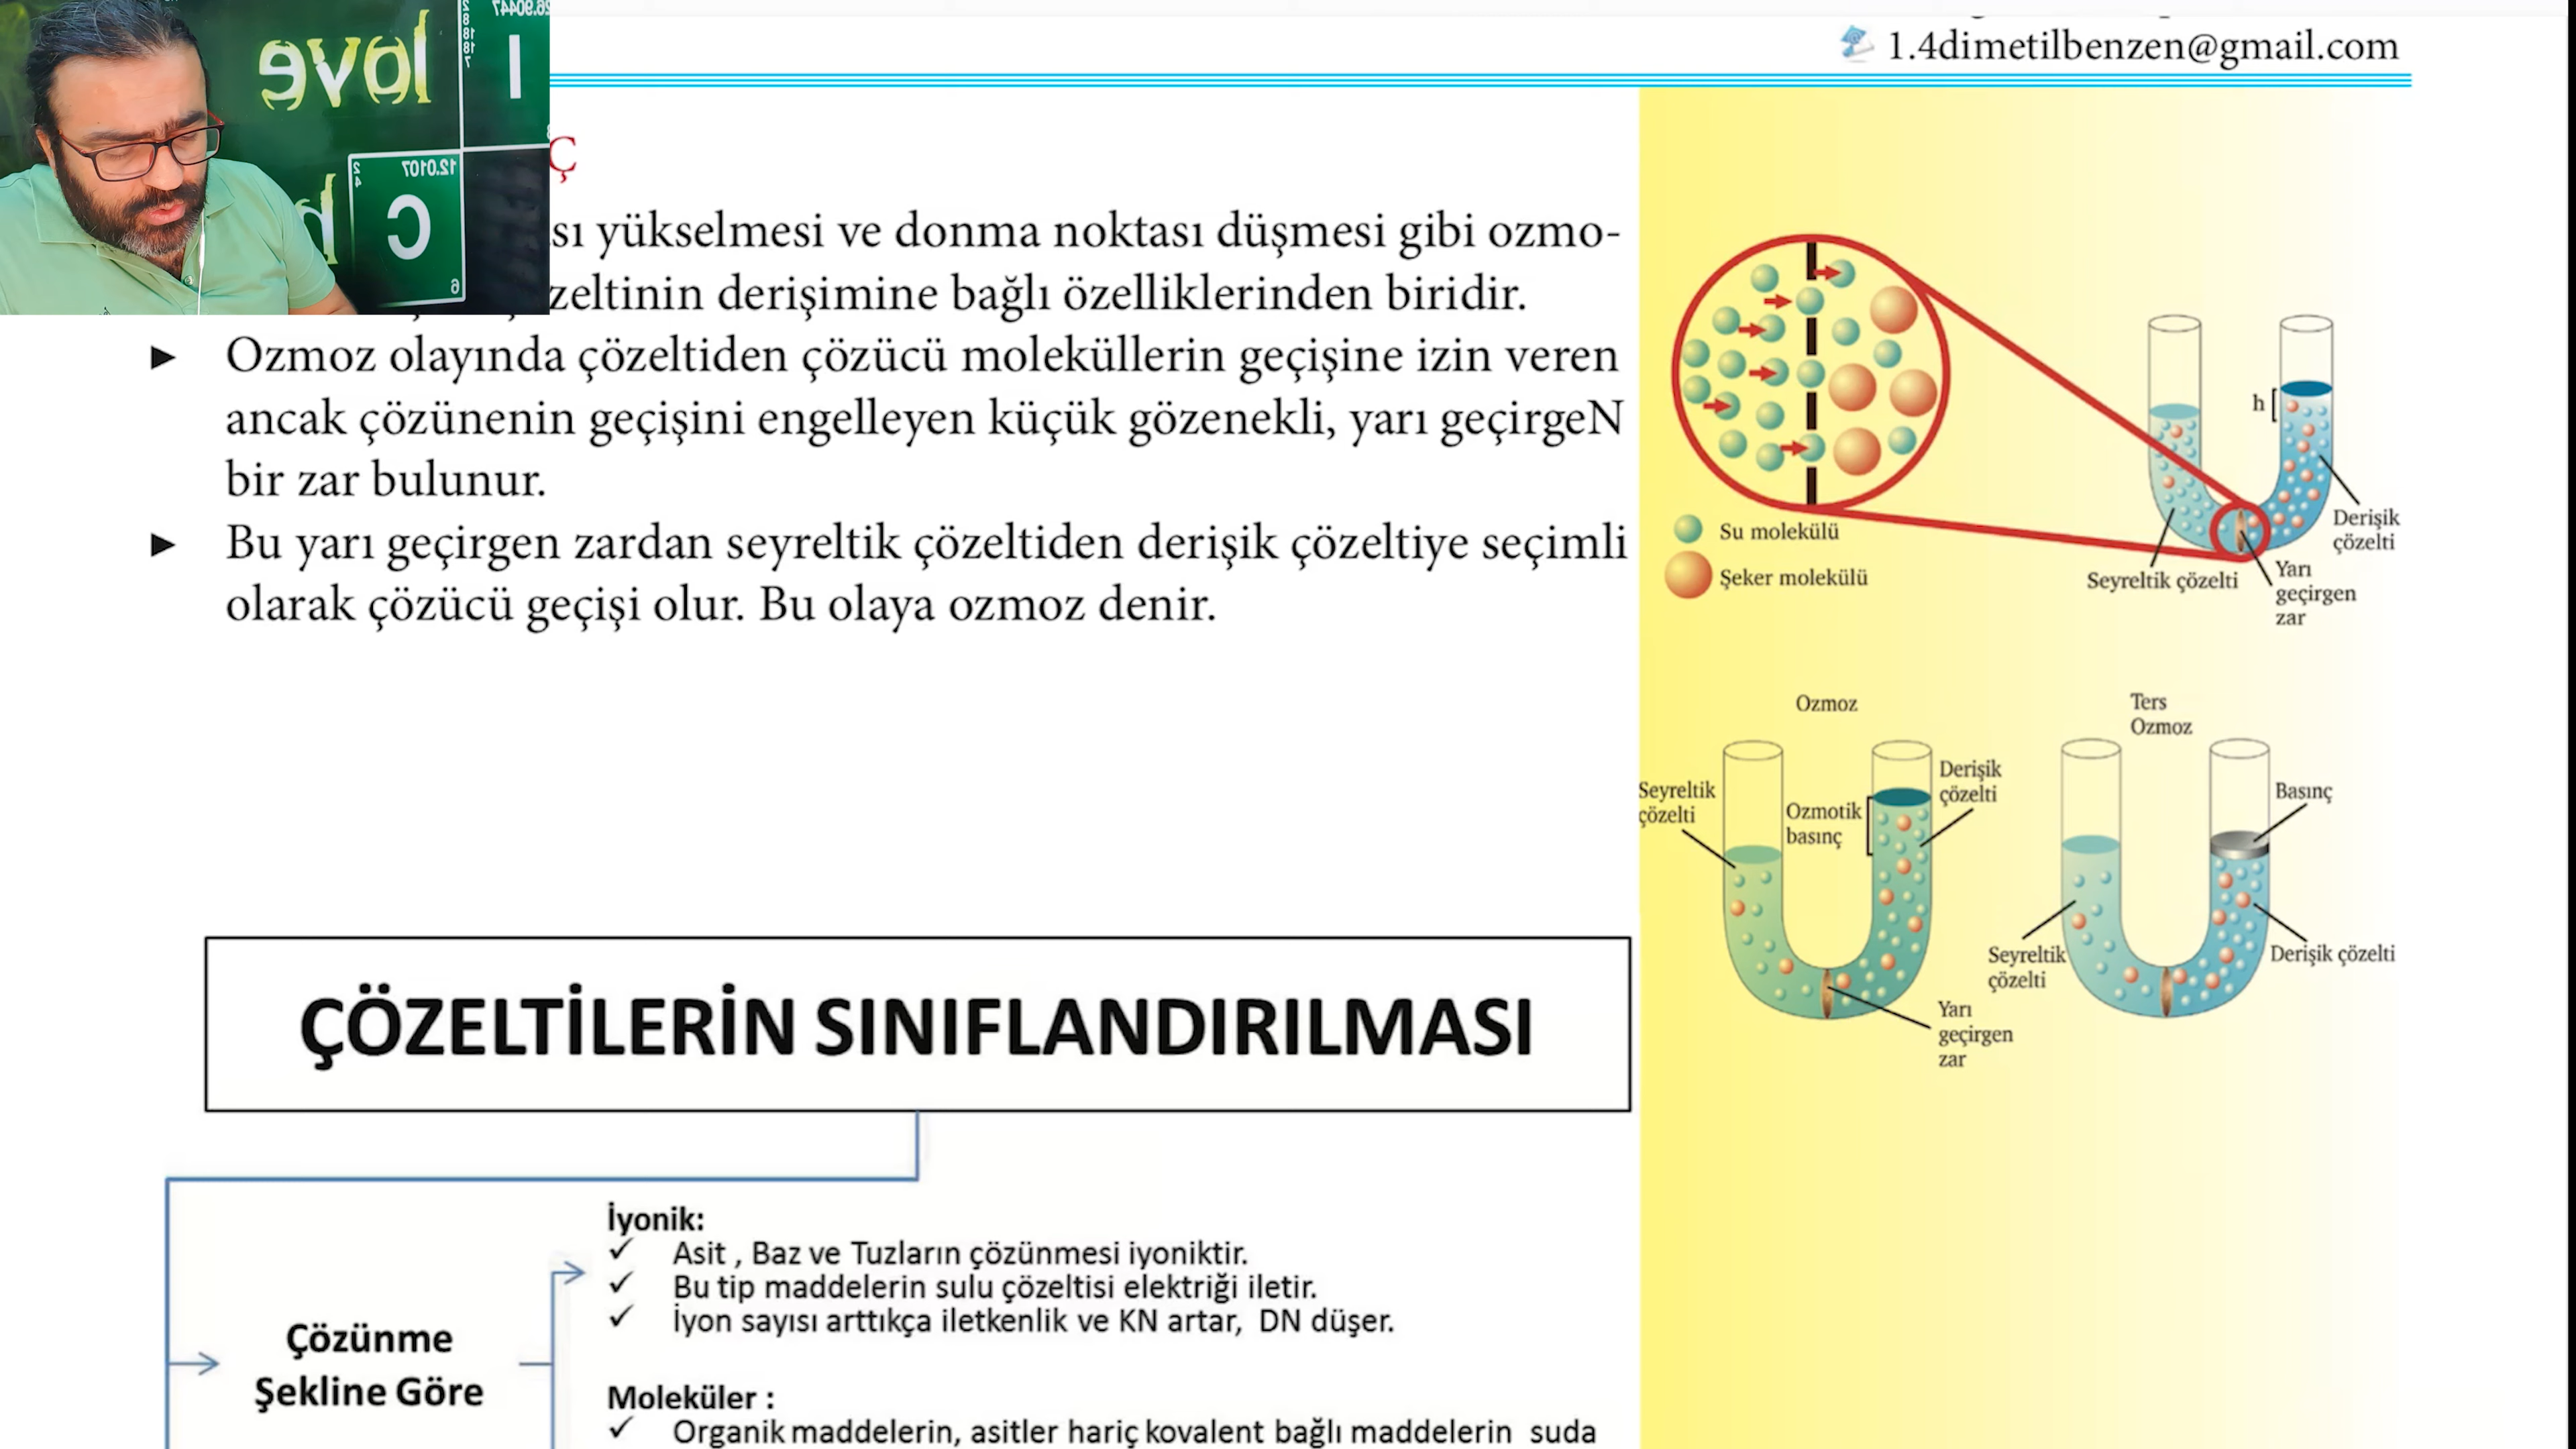 1.4dimetilbenzen@gmail.com
love
I
12.0107
C
6
Ç
sı yükselmesi ve donma noktası düşmesi gibi ozmo-
zeltinin derişimine bağlı özelliklerinden biridir.
► Ozmoz olayında çözeltiden çözücü moleküllerin geçişine izin veren
ancak çözünenin geçişini engelleyen küçük gözenekli, yarı geçirgeN
bir zar bulunur.
► Bu yarı geçirgen zardan seyreltik çözeltiden derişik çözeltiye seçimli
olarak çözücü geçişi olur. Bu olaya ozmoz denir.
h
Su molekülü
Şeker molekülü
Derişik
çözelti
Seyreltik çözelti
Yarı
geçirgen
zar
Ozmoz
Ters
Ozmoz
Seyreltik
çözelti
Ozmotik
basınç
Derişik
çözelti
Yarı
geçirgen
zar
Basınç
Seyreltik
çözelti
Derişik çözelti
ÇÖZELTİLERİN SINIFLANDIRILMASI
Çözünme
Şekline Göre
İyonik:
✓ Asit , Baz ve Tuzların çözünmesi iyoniktir.
✓ Bu tip maddelerin sulu çözeltisi elektriği iletir.
✓ İyon sayısı arttıkça iletkenlik ve KN artar, DN düşer.
Moleküler :
✓ Organik maddelerin, asitler hariç kovalent bağlı maddelerin suda